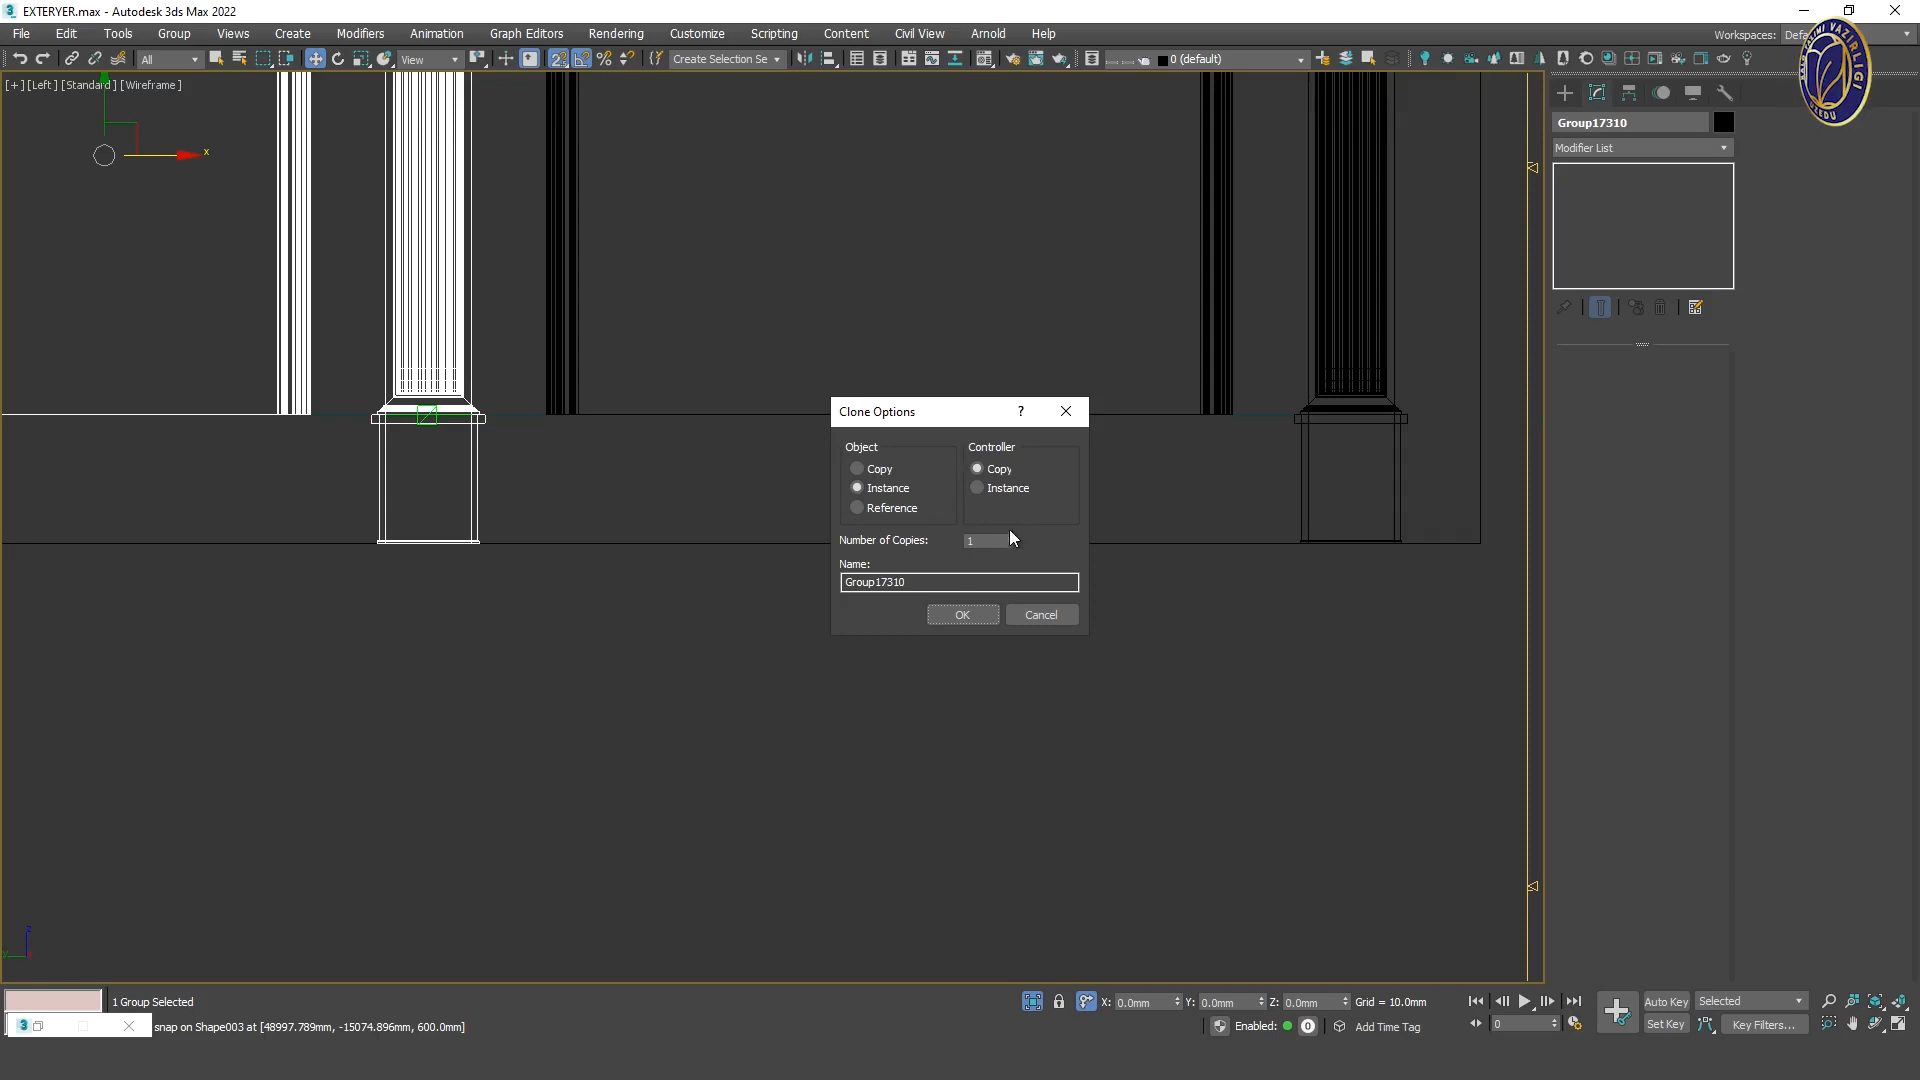 EXTERYER.max - Autodesk 3ds Max 2022
File Edit Tools Group Views Create Modifiers Animation Graph Editors Rendering Customize Scripting Content Civil View Arnold Help
Workspaces:
All View Create Selection Se 0 (default)
VAZIRLIGI
UZEDU
[+] [Left] [Standard] [Wireframe]
x
Group17310
Modifier List
Clone Options ?
Object Controller
Copy Copy
Instance Instance
Reference
Number of Copies: 1
Name:
Group17310
OK Cancel
z
y
1 Group Selected
X: 0.0mm Y: 0.0mm Z: 0.0mm Grid = 10.0mm
Auto Key Selected
snap on Shape003 at [48997.789mm, -15074.896mm, 600.0mm]
Enabled: 0 Add Time Tag
0
Set Key Key Filters...